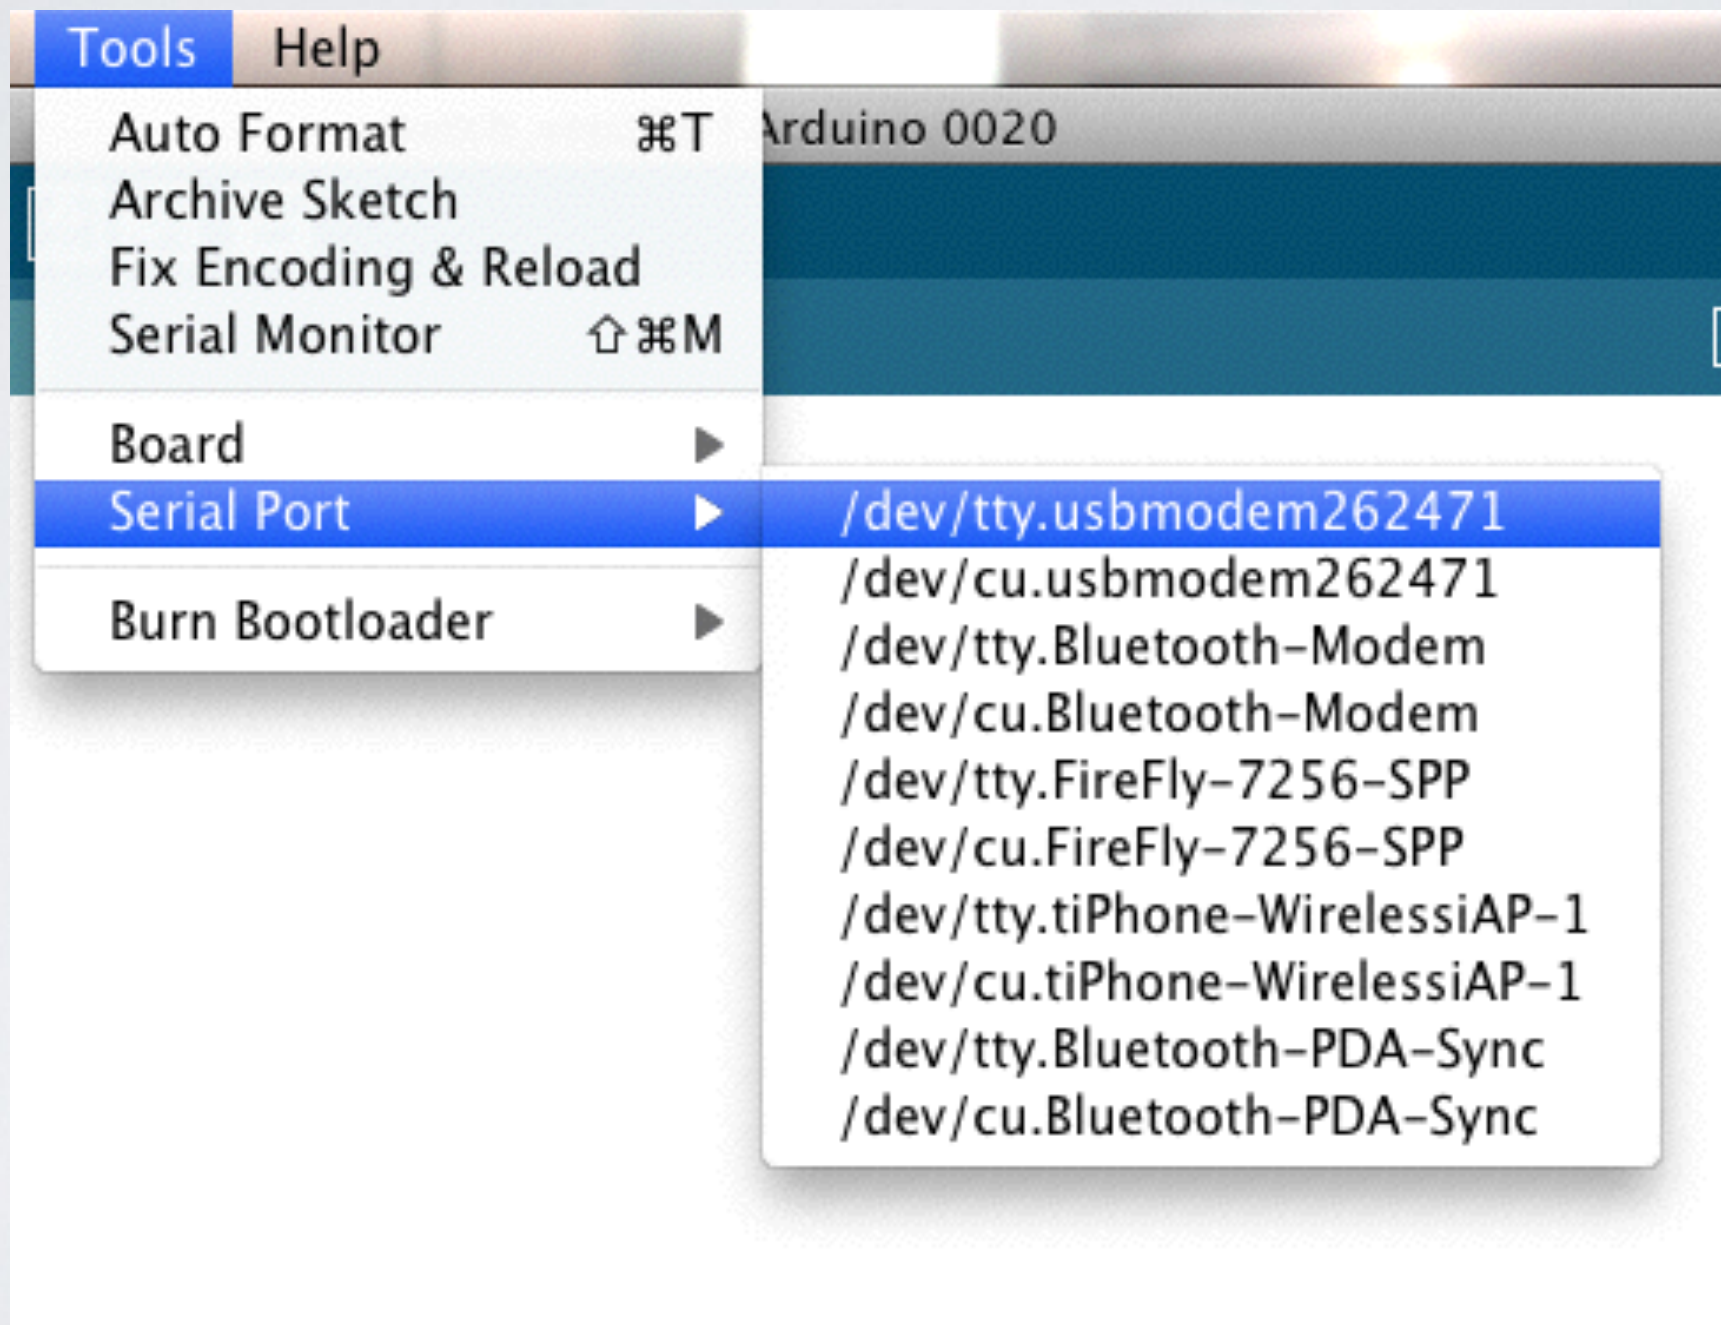 Tools Help
Arduino 0020
Auto Format ⌘T
Archive Sketch
Fix Encoding & Reload
Serial Monitor ⇧⌘M
Board ▶
Serial Port ▶
Burn Bootloader ▶
/dev/tty.usbmodem262471
/dev/cu.usbmodem262471
/dev/tty.Bluetooth-Modem
/dev/cu.Bluetooth-Modem
/dev/tty.FireFly-7256-SPP
/dev/cu.FireFly-7256-SPP
/dev/tty.tiPhone-WirelessiAP-1
/dev/cu.tiPhone-WirelessiAP-1
/dev/tty.Bluetooth-PDA-Sync
/dev/cu.Bluetooth-PDA-Sync